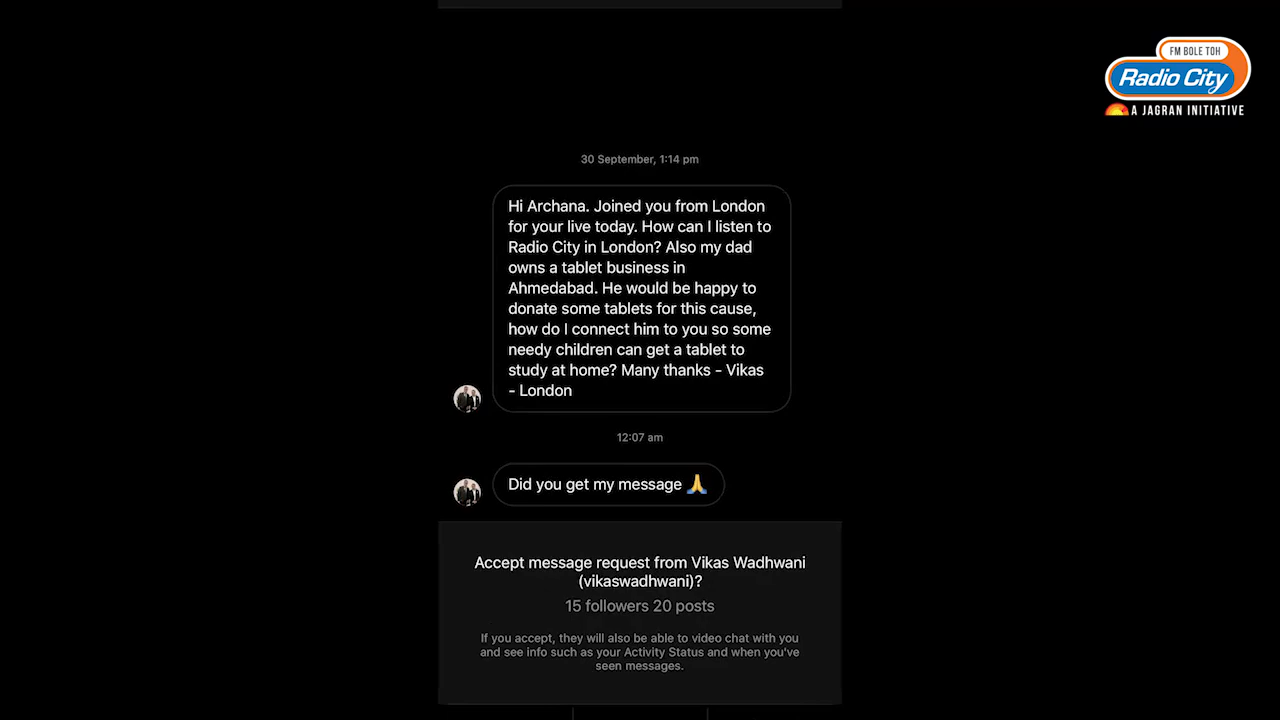 FM BOLE TOH
Radio City
A JAGRAN INITIATIVE
30 September, 1:14 pm
Hi Archana. Joined you from London
for your live today. How can I listen to
Radio City in London? Also my dad
owns a tablet business in
Ahmedabad. He would be happy to
donate some tablets for this cause,
how do I connect him to you so some
needy children can get a tablet to
study at home? Many thanks - Vikas
- London
12:07 am
Did you get my message 🙏
Accept message request from Vikas Wadhwani
(vikaswadhwani)?
15 followers 20 posts
If you accept, they will also be able to video chat with you
and see info such as your Activity Status and when you've
seen messages.